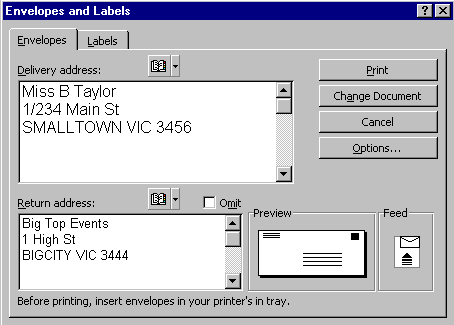 Envelopes and Labels
Envelopes
Labels
Delivery address:
Miss B Taylor
1/234 Main St
SMALLTOWN VIC 3456
Print
Change Document
Cancel
Options...
Return address:
Omit
Big Top Events
1 High St
BIGCITY VIC 3444
Preview
Feed
Before printing, insert envelopes in your printer's in tray.